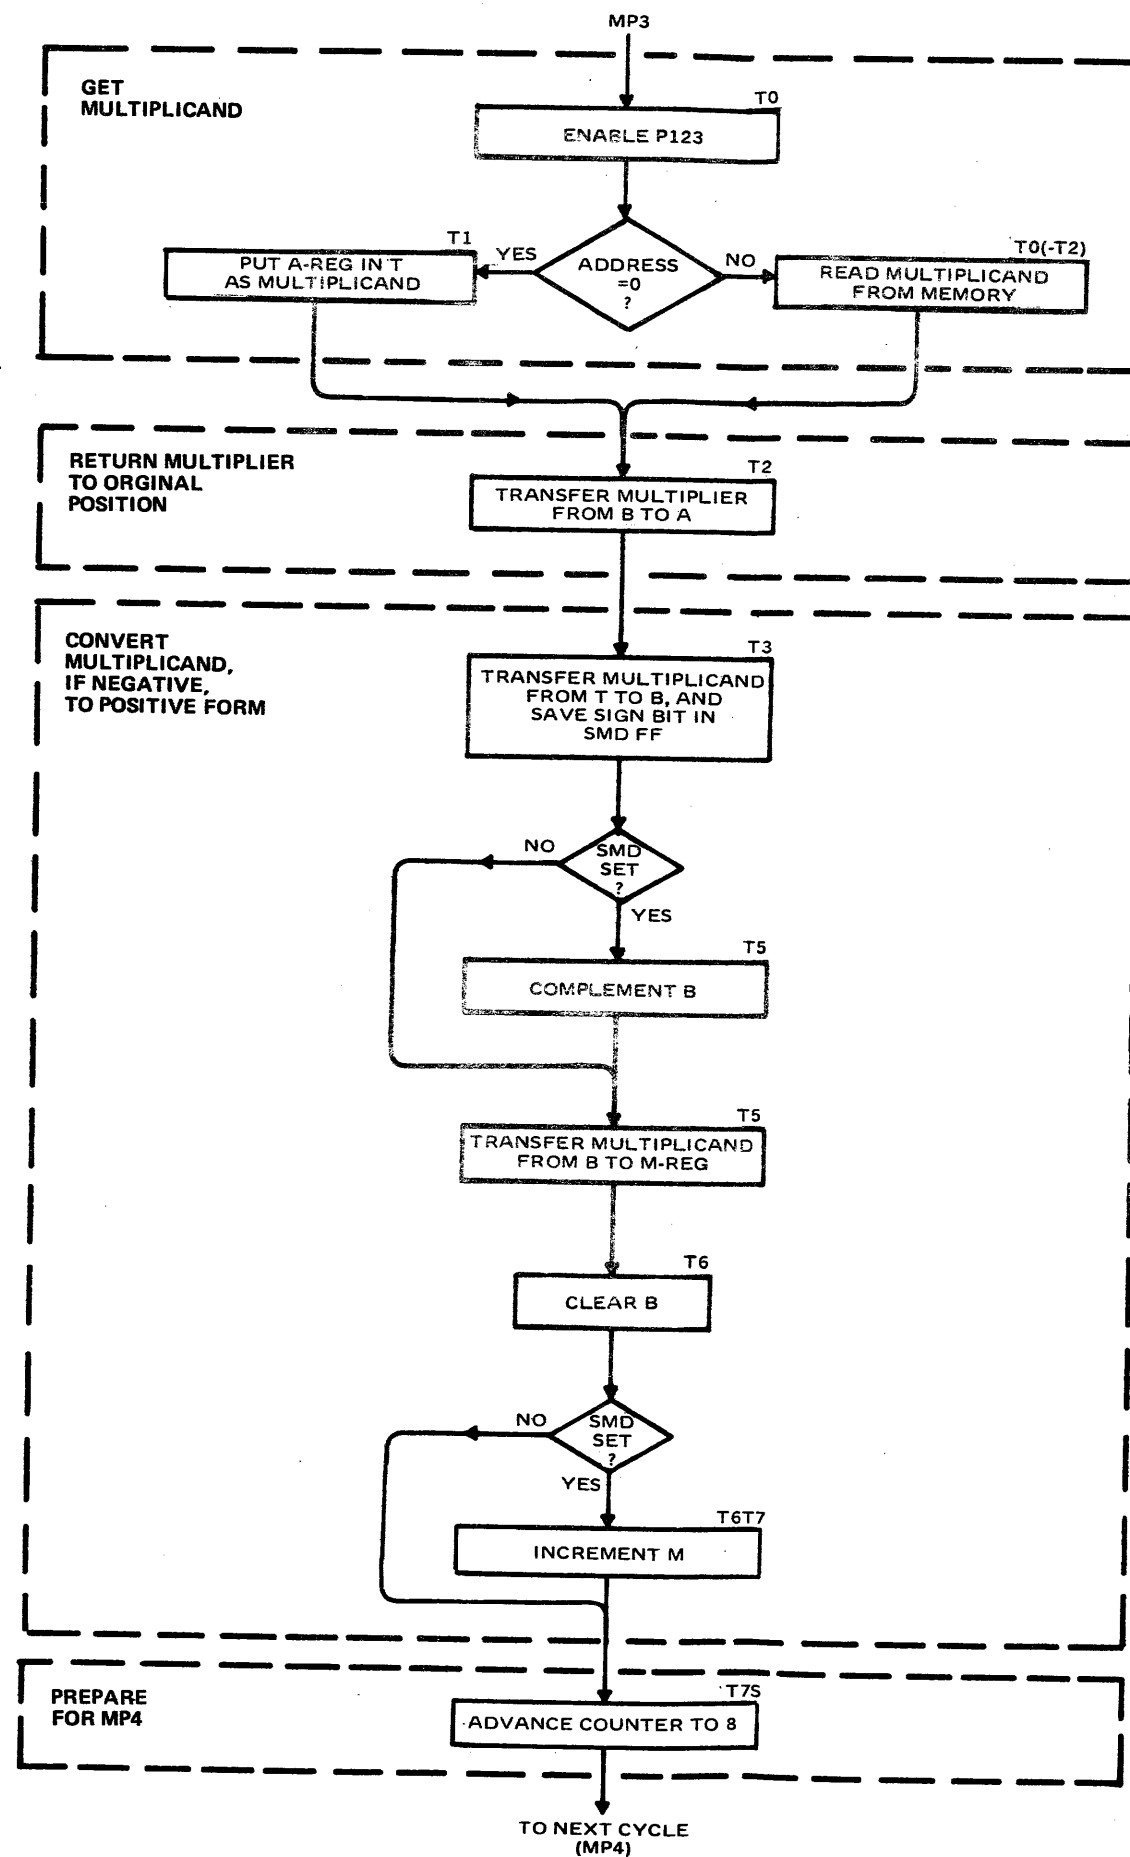 MP3
GET
MULTIPLICAND
T0
ENABLE P123
T1
YES
ADDRESS
=0
?
NO
T0(-T2)
PUT A-REG IN T
AS MULTIPLICAND
READ MULTIPLICAND
FROM MEMORY
RETURN MULTIPLIER
TO ORGINAL
POSITION
T2
TRANSFER MULTIPLIER
FROM B TO A
CONVERT
MULTIPLICAND,
IF NEGATIVE,
TO POSITIVE FORM
T3
TRANSFER MULTIPLICAND
FROM T TO B, AND
SAVE SIGN BIT IN
SMD FF
NO
SMD
SET
?
YES
T5
COMPLEMENT B
T5
TRANSFER MULTIPLICAND
FROM B TO M-REG
T6
CLEAR B
NO
SMD
SET
?
YES
T6T7
INCREMENT M
PREPARE
FOR MP4
T7S
ADVANCE COUNTER TO 8
TO NEXT CYCLE
(MP4)